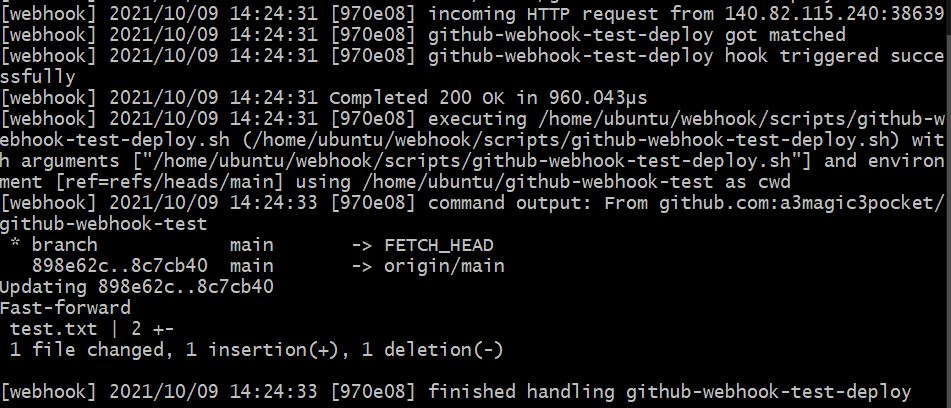 [webhook] 2021/10/09 14:24:31 [970e08] incoming HTTP request from 140.82.115.240:38639
[webhook] 2021/10/09 14:24:31 [970e08] github-webhook-test-deploy got matched
[webhook] 2021/10/09 14:24:31 [970e08] github-webhook-test-deploy hook triggered succe
ssfully
[webhook] 2021/10/09 14:24:31 Completed 200 OK in 960.043µs
[webhook] 2021/10/09 14:24:31 [970e08] executing /home/ubuntu/webhook/scripts/github-w
ebhook-test-deploy.sh (/home/ubuntu/webhook/scripts/github-webhook-test-deploy.sh) wit
h arguments ["/home/ubuntu/webhook/scripts/github-webhook-test-deploy.sh"] and environ
ment [ref=refs/heads/main] using /home/ubuntu/github-webhook-test as cwd
[webhook] 2021/10/09 14:24:33 [970e08] command output: From github.com:a3magic3pocket/
github-webhook-test
 * branch            main       -> FETCH_HEAD
   898e62c..8c7cb40  main       -> origin/main
Updating 898e62c..8c7cb40
Fast-forward
 test.txt | 2 +-
 1 file changed, 1 insertion(+), 1 deletion(-)

[webhook] 2021/10/09 14:24:33 [970e08] finished handling github-webhook-test-deploy